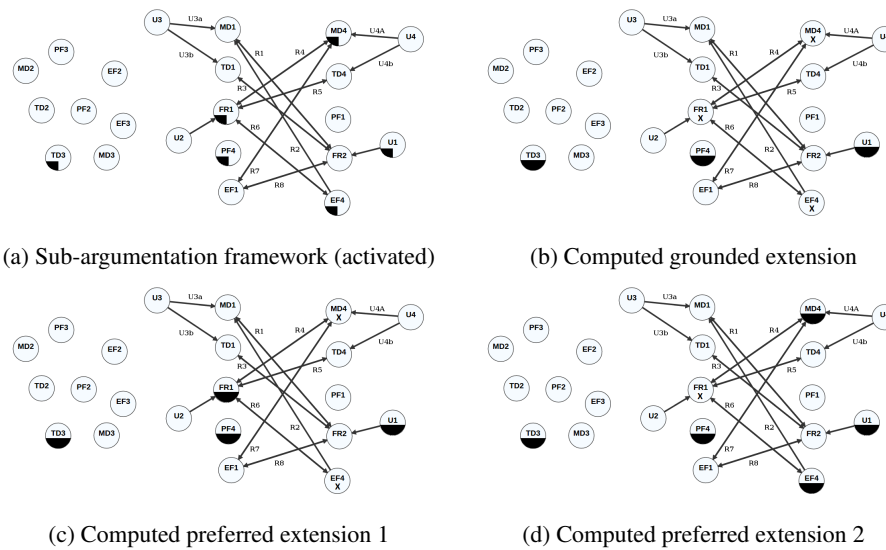 U3 U3a MD1 MD4 U4A U4
PF3 U3b R1 R4
MD2 EF2 TD1 TD4 U4b
R3 R5
TD2 PF2 EF3 FR1 PF1
U2 R6
TD3 MD3 PF4 R2 FR2 U1
R7
EF1 R8 EF4
(a) Sub-argumentation framework (activated)
U3 U3a MD1 MD4 X U4A U4
PF3 U3b R1 R4
MD2 EF2 TD1 TD4 U4b
R3 R5
TD2 PF2 EF3 FR1 X PF1
U2 R6
TD3 MD3 PF4 R2 FR2 U1
R7
EF1 R8 EF4 X
(b) Computed grounded extension
U3 U3a MD1 MD4 X U4A U4
PF3 U3b R1 R4
MD2 EF2 TD1 TD4 U4b
R3 R5
TD2 PF2 EF3 FR1 PF1
U2 R6
TD3 MD3 PF4 R2 FR2 U1
R7
EF1 R8 EF4 X
(c) Computed preferred extension 1
U3 U3a MD1 MD4 U4A
PF3 U3b R1 R4
MD2 EF2 TD1 TD4 U4b
R3 R5
TD2 PF2 EF3 FR1 X PF1
U2 R6
TD3 MD3 PF4 R2 FR2 U1
R7
EF1 R8 EF4
(d) Computed preferred extension 2